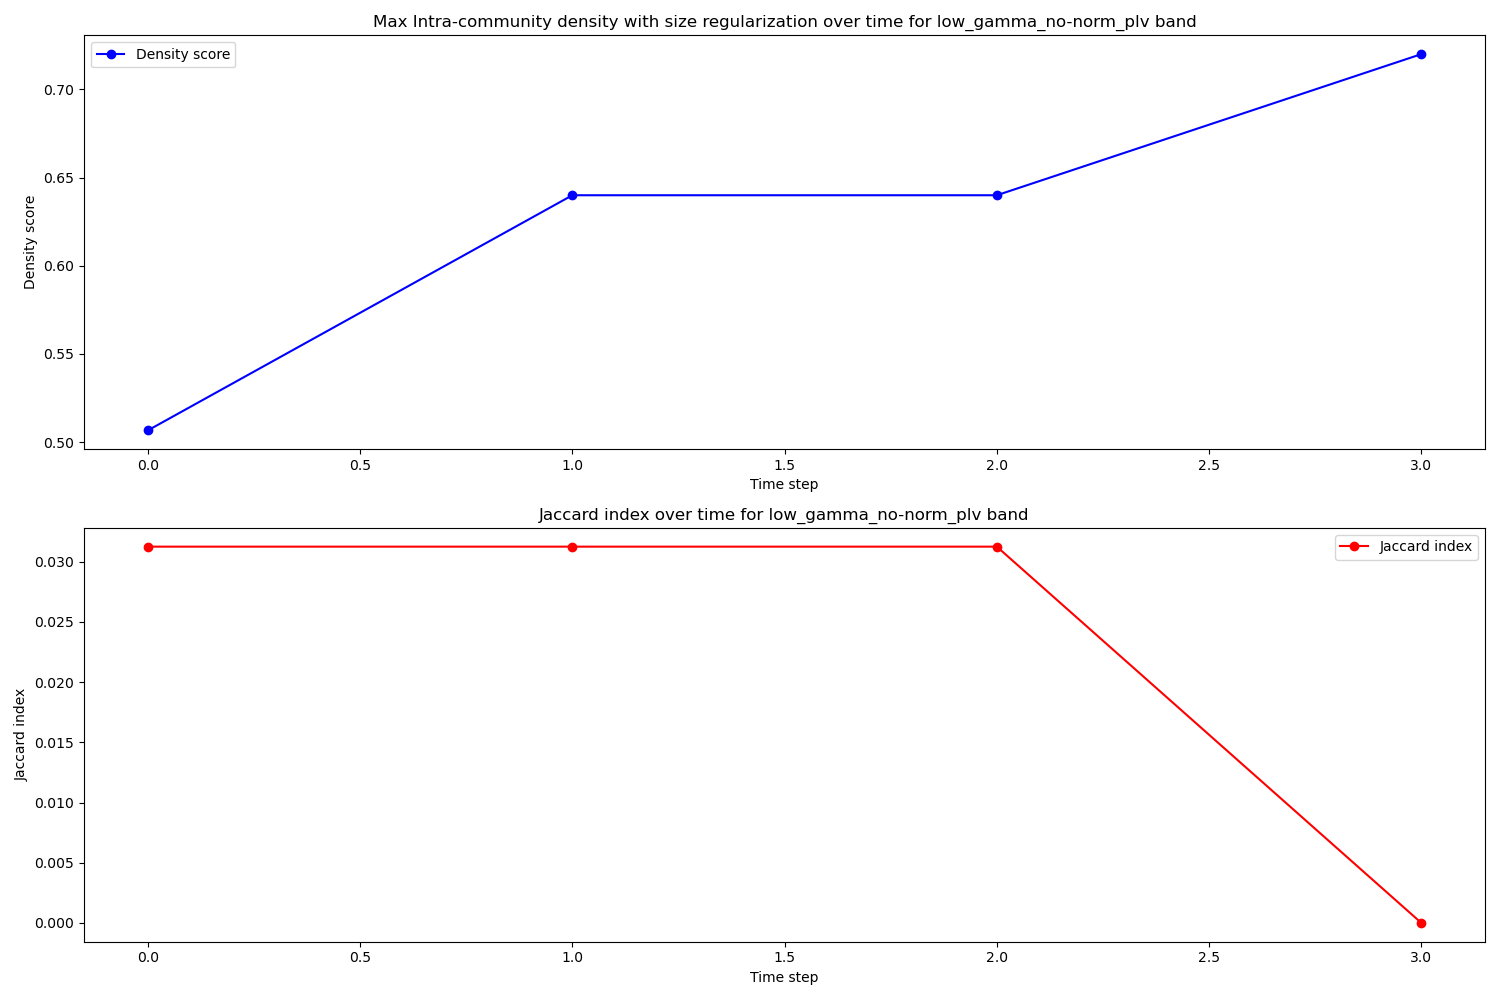 Max Intra-community density with size regularization over time for low_gamma_no-norm_plv band
Density score
0.70
0.65
0.60
0.55
0.50
Density score
0.0 0.5 1.0 1.5 2.0 2.5 3.0
Time step
Jaccard index over time for low_gamma_no-norm_plv band
Jaccard index
0.030
0.025
0.020
0.015
0.010
0.005
0.000
Jaccard index
0.0 0.5 1.0 1.5 2.0 2.5 3.0
Time step